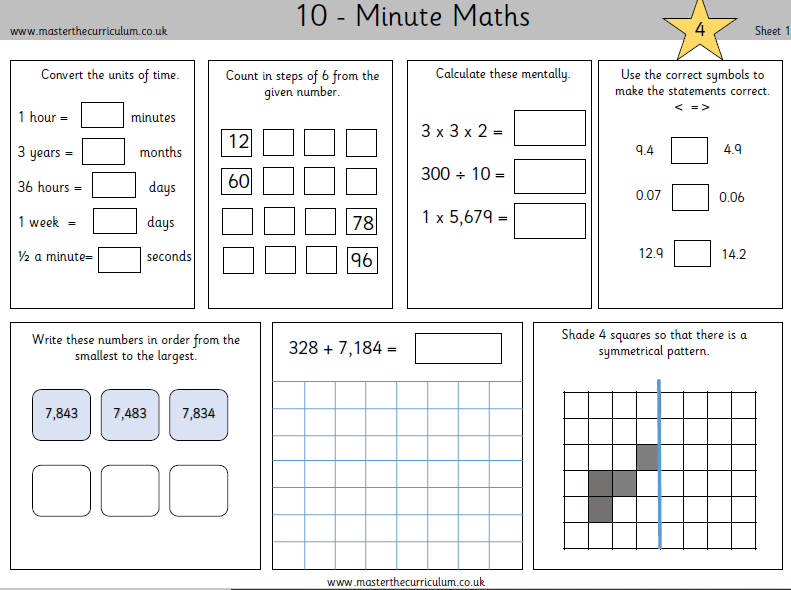 10 - Minute Maths
www.masterthecurriculum.co.uk
4
Sheet 1
Convert the units of time.
1 hour = minutes
3 years = months
36 hours = days
1 week = days
½ a minute= seconds
Count in steps of 6 from the
given number.
12
60
78
96
Calculate these mentally.
3 x 3 x 2 =
300 ÷ 10 =
1 x 5,679 =
Use the correct symbols to
make the statements correct.
< = >
9.4 4.9
0.07 0.06
12.9 14.2
Write these numbers in order from the
smallest to the largest.
7,843 7,483 7,834
328 + 7,184 =
Shade 4 squares so that there is a
symmetrical pattern.
www.masterthecurriculum.co.uk